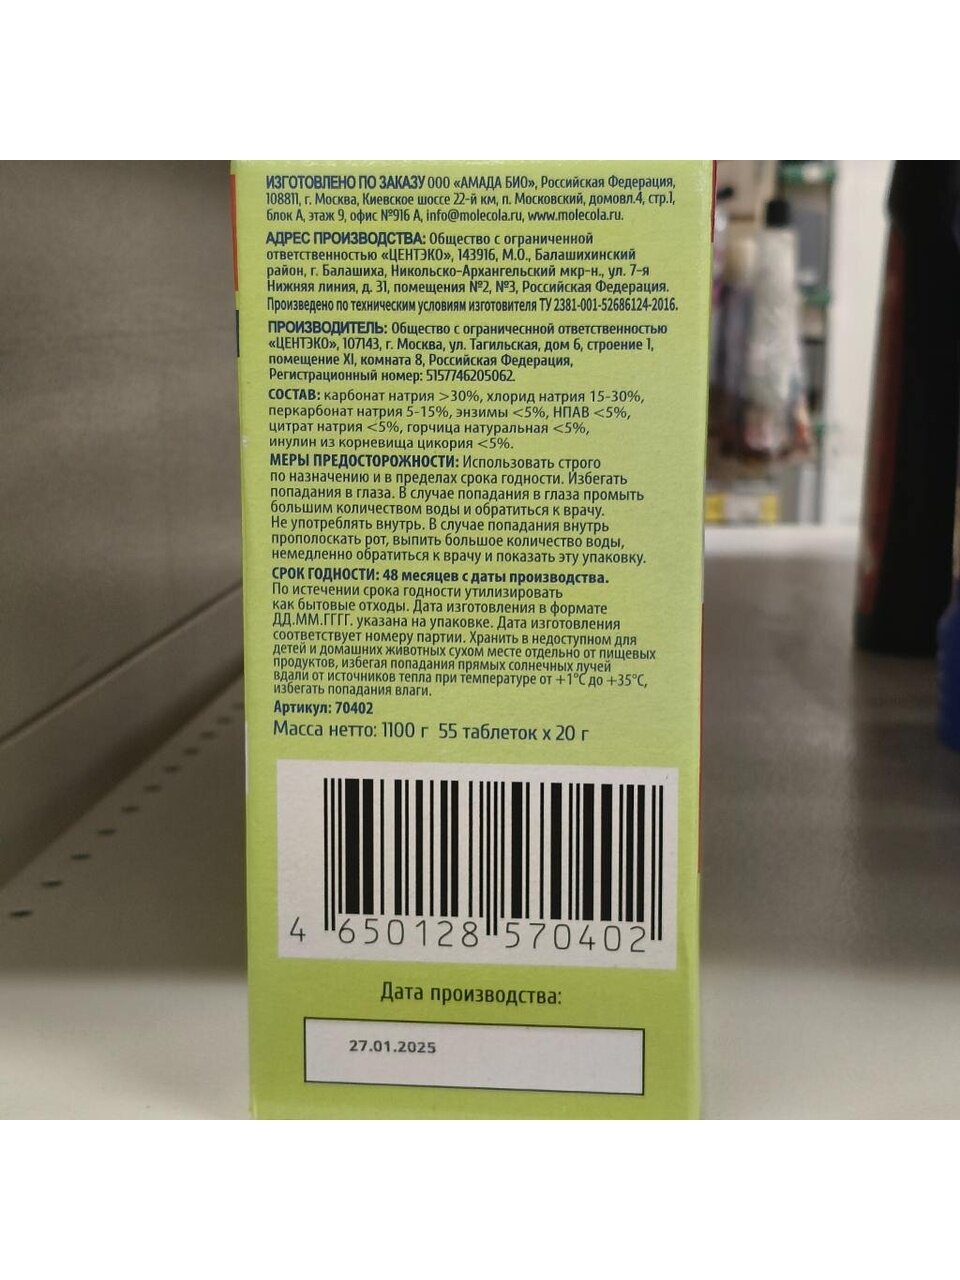 ИЗГОТОВЛЕНО ПО ЗАКАЗУ ООО «АМАДА БИО», Российская Федерация,
108811, г. Москва, Киевское шоссе 22-й км, п. Московский, домовл.4, стр.1,
блок А, этаж 9, офис №916 А, info@molecola.ru, www.molecola.ru.
АДРЕС ПРОИЗВОДСТВА: Общество с ограниченной
ответственностью «ЦЕНТЭКО», 143916, М.О., Балашихинский
район, г. Балашиха, Никольско-Архангельский мкр-н., ул. 7-я
Нижняя линия, д. 31, помещения №2, №3, Российская Федерация.
Произведено по техническим условиям изготовителя ТУ 2381-001-52686124-2016.
ПРОИЗВОДИТЕЛЬ: Общество с ограничесnной ответственностью
«ЦЕНТЭКО», 107143, г. Москва, ул. Тагильская, дом 6, строение 1,
помещение XI, комната 8, Российская Федерация,
Регистрационный номер: 5157746205062.
СОСТАВ: карбонат натрия >30%, хлорид натрия 15-30%,
перкарбонат натрия 5-15%, энзимы <5%, НПАВ <5%,
цитрат натрия <5%, горчица натуральная <5%,
инулин из корневища цикория <5%.
МЕРЫ ПРЕДОСТОРОЖНОСТИ: Использовать строго
по назначению и в пределах срока годности. Избегать
попадания в глаза. В случае попадания в глаза промыть
большим количеством воды и обратиться к врачу.
Не употреблять внутрь. В случае попадания внутрь
прополоскать рот, выпить большое количество воды,
немедленно обратиться к врачу и показать эту упаковку.
СРОК ГОДНОСТИ: 48 месяцев с даты производства.
По истечении срока годности утилизировать
как бытовые отходы. Дата изготовления в формате
ДД.ММ.ГГГГ. указана на упаковке. Дата изготовления
соответствует номеру партии. Хранить в недоступном для
детей и домашних животных сухом месте отдельно от пищевых
продуктов, избегая попадания прямых солнечных лучей
вдали от источников тепла при температуре от +1°С до +35°С,
избегать попадания влаги.
Артикул: 70402
Масса нетто: 1100 г 55 таблеток х 20 г
4 650128 570402
Дата производства:
27.01.2025